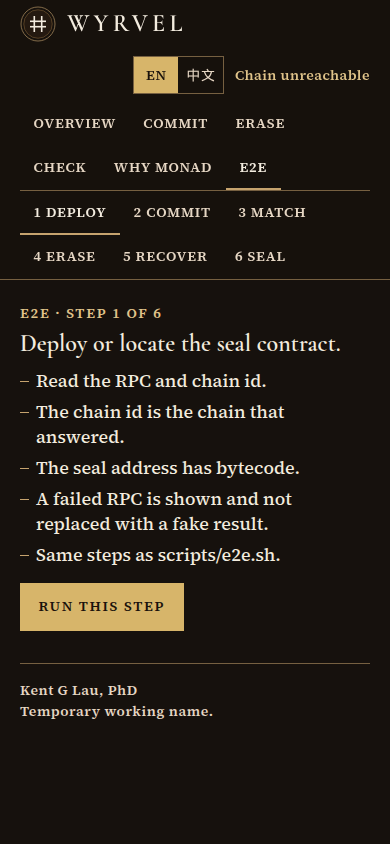 WYRVEL
EN 中文 Chain unreachable
OVERVIEW COMMIT ERASE
CHECK WHY MONAD E2E
1 DEPLOY 2 COMMIT 3 MATCH
4 ERASE 5 RECOVER 6 SEAL
E2E · STEP 1 OF 6
Deploy or locate the seal contract.
– Read the RPC and chain id.
– The chain id is the chain that
answered.
– The seal address has bytecode.
– A failed RPC is shown and not
replaced with a fake result.
– Same steps as scripts/e2e.sh.
RUN THIS STEP
Kent G Lau, PhD
Temporary working name.